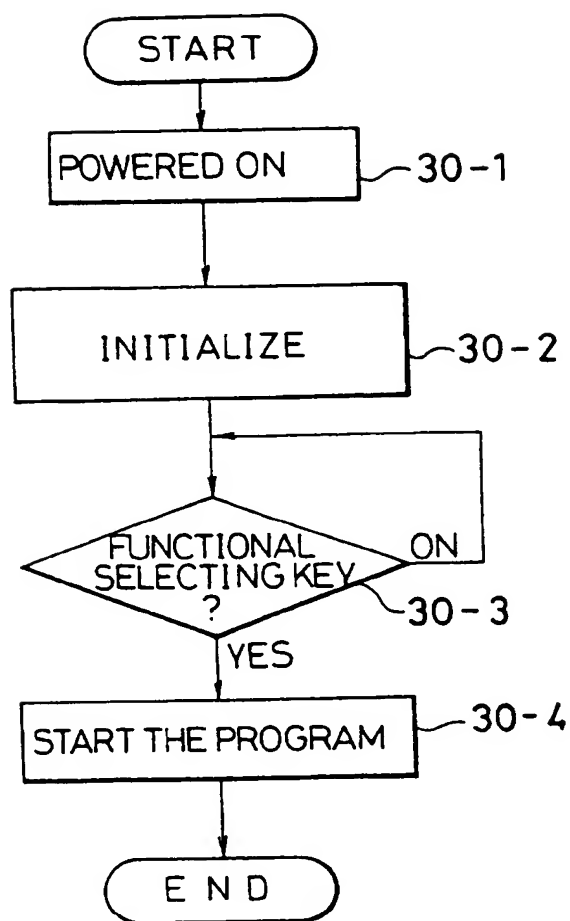 START
POWERED ON
30-1
INITIALIZE
30-2
FUNCTIONAL
SELECTING KEY
?
ON
30-3
YES
START THE PROGRAM
30-4
END